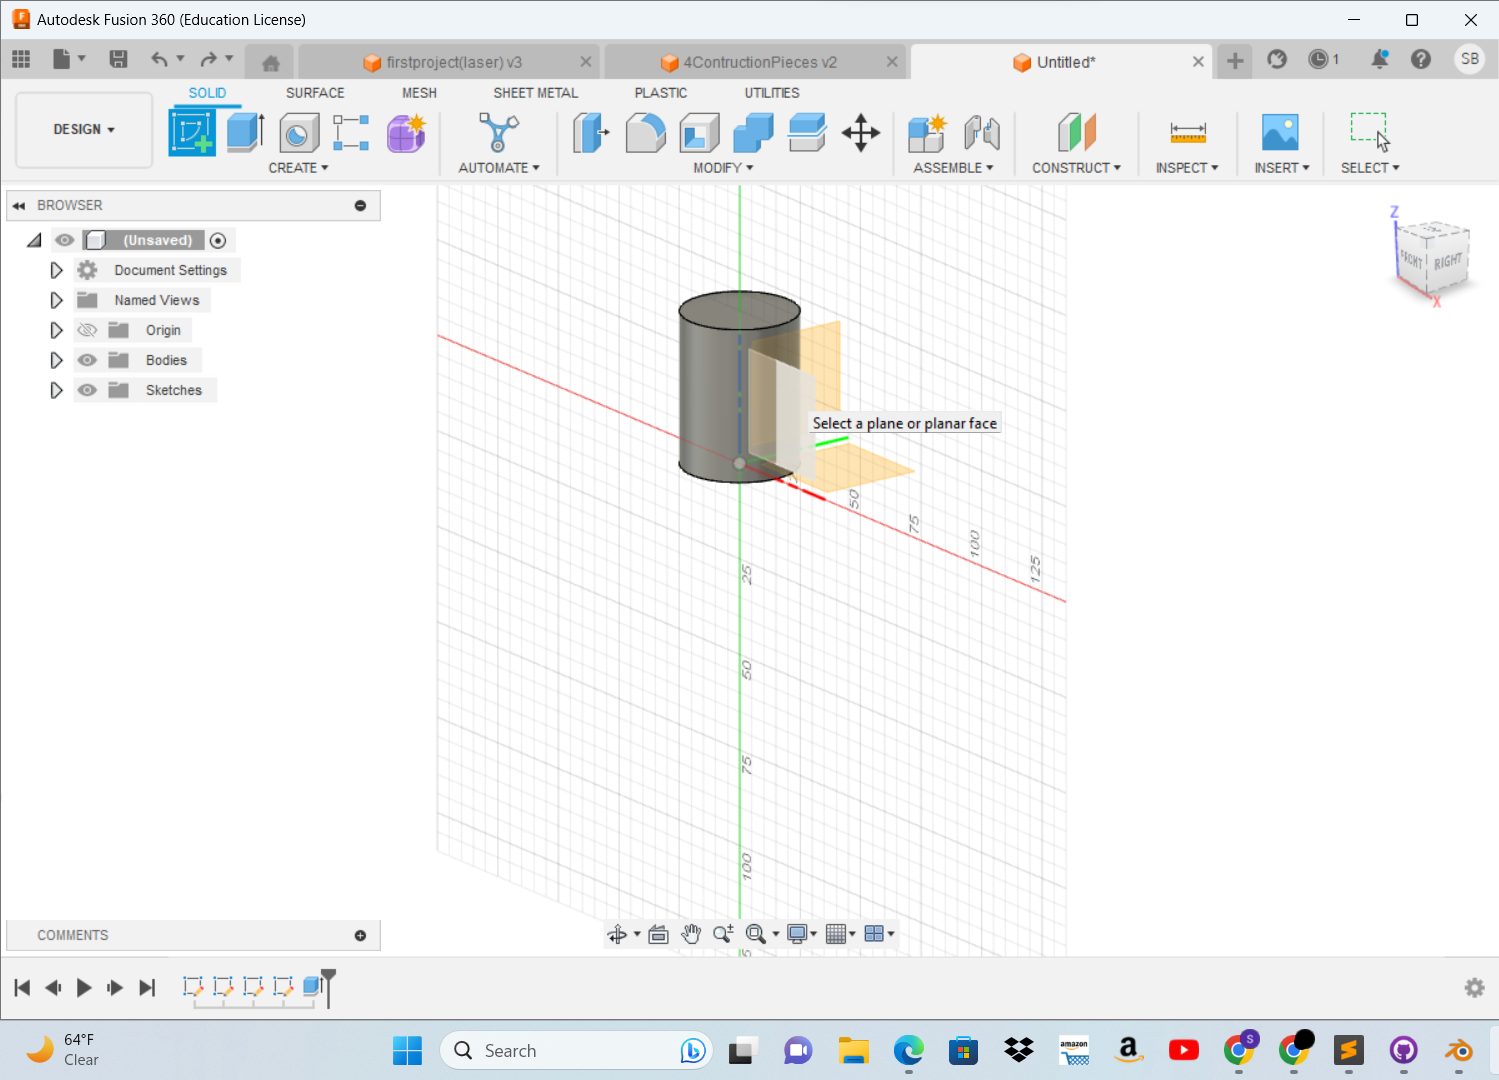 Autodesk Fusion 360 (Education License)
firstproject(laser) v3
4ContructionPieces v2
Untitled*
1
SB
DESIGN
SOLID
SURFACE
MESH
SHEET METAL
PLASTIC
UTILITIES
CREATE
AUTOMATE
MODIFY
ASSEMBLE
CONSTRUCT
INSPECT
INSERT
SELECT
BROWSER
(Unsaved)
Document Settings
Named Views
Origin
Bodies
Sketches
Z
FRONT
RIGHT
X
Select a plane or planar face
50
75
100
125
25
50
75
100
COMMENTS
64°F
Clear
Search
S
amazon
a